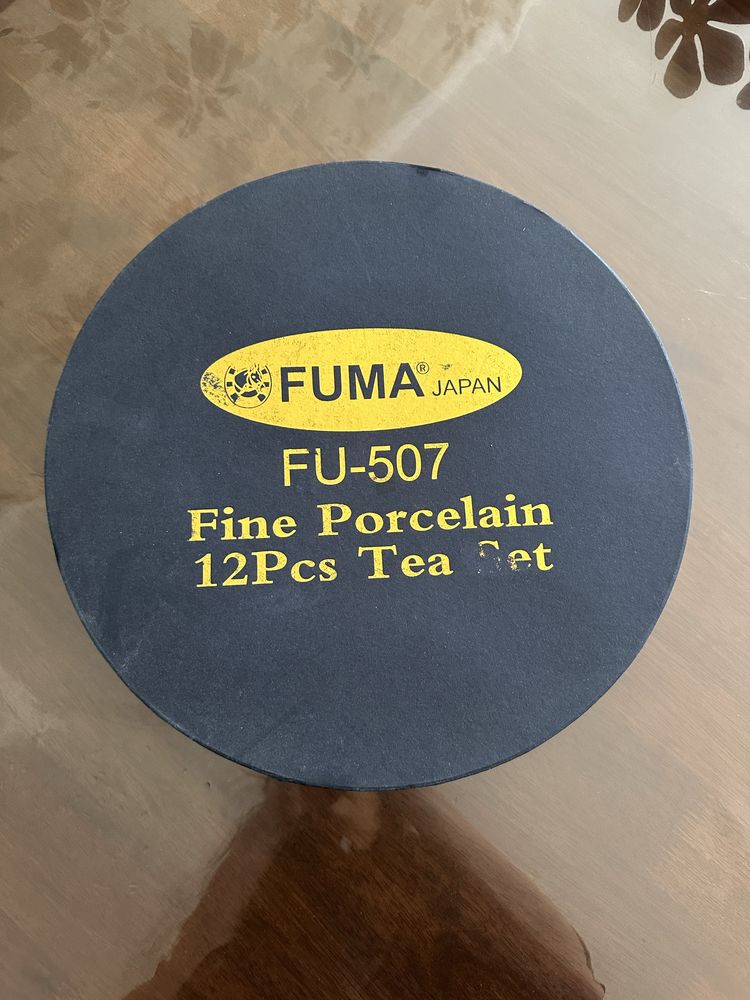 FUMA® JAPAN
FU-507
Fine Porcelain
12Pcs Tea Set